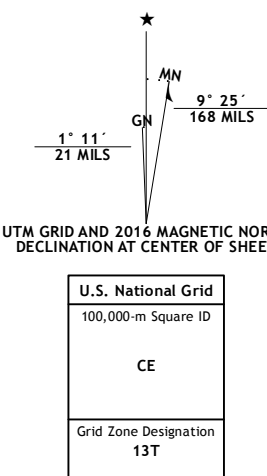 MN
GN
9° 25´
168 MILS
1° 11´
21 MILS
UTM GRID AND 2016 MAGNETIC NOR
DECLINATION AT CENTER OF SHEE
U.S. National Grid
100,000-m Square ID
CE
Grid Zone Designation
13T